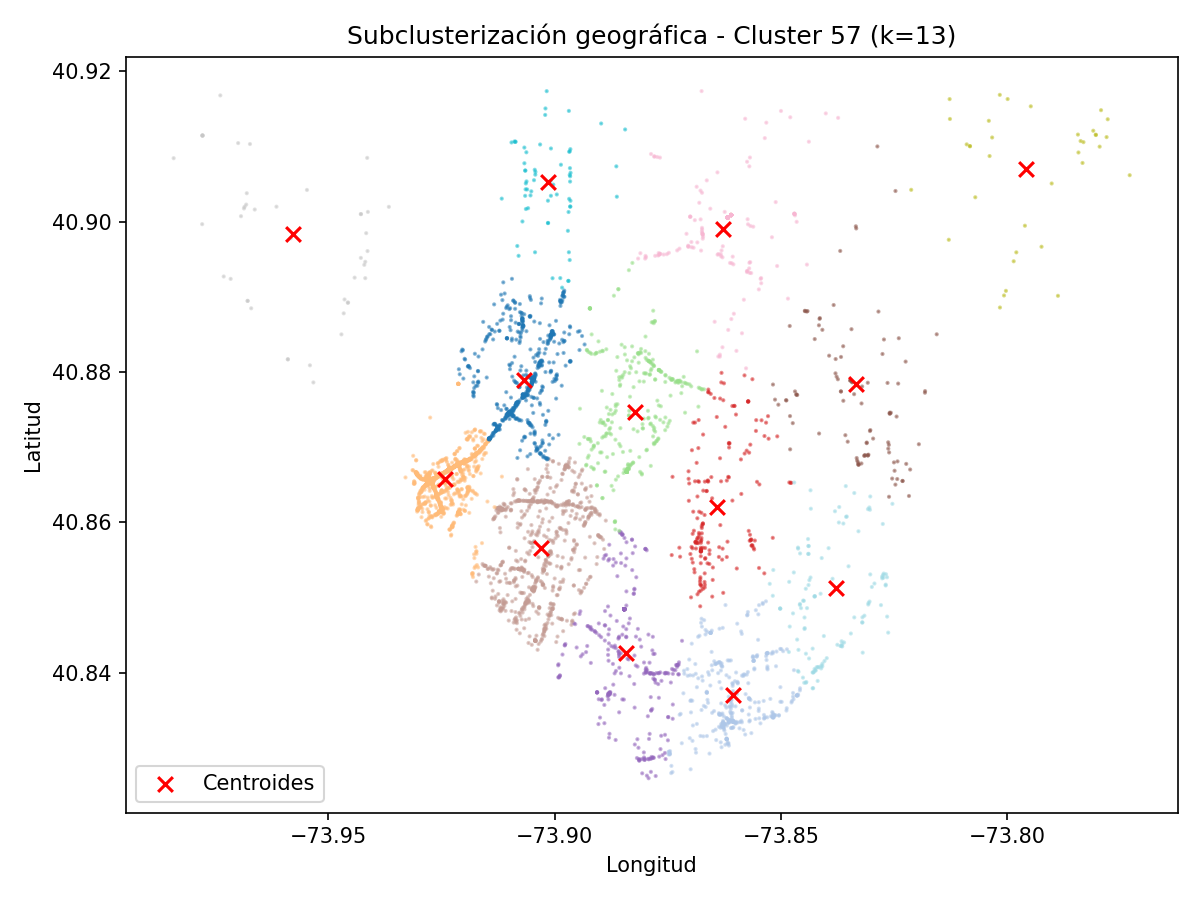 Subclusterización geográfica - Cluster 57 (k=13)
Latitud
40.92
40.90
40.88
40.86
40.84
Centroides
−73.95
−73.90
−73.85
−73.80
Longitud